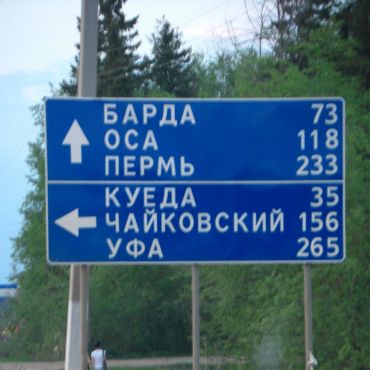 БАРДА 73
ОСА 118
ПЕРМЬ 233
КУЕДА 35
ЧАЙКОВСКИЙ 156
УФА 265